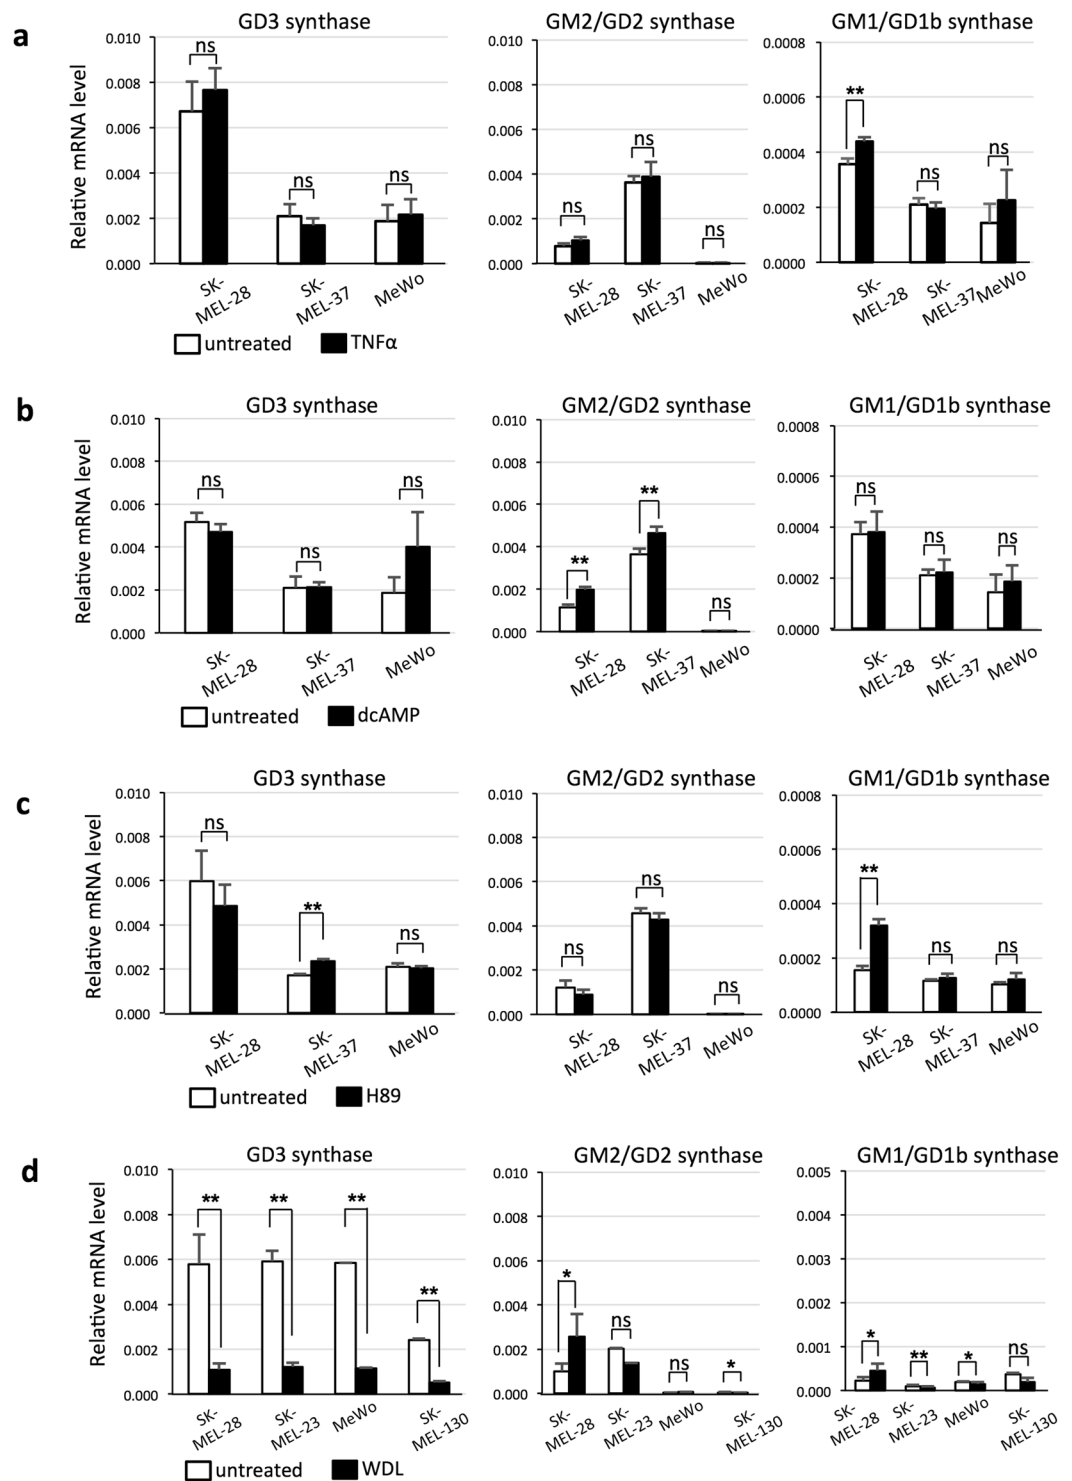 a
GD3 synthase
GM2/GD2 synthase
GM1/GD1b synthase
Relative mRNA level
0.010
0.008
0.006
0.004
0.002
0.000
ns
ns
ns
SK-
MEL-28
SK-
MEL-37
MeWo
0.010
0.008
0.006
0.004
0.002
0.000
ns
ns
ns
SK-
MEL-28
SK-
MEL-37
MeWo
0.0008
0.0006
0.0004
0.0002
0.0000
**
ns
ns
SK-
MEL-28
SK-
MEL-37
MeWo
untreated
TNFα
b
GD3 synthase
GM2/GD2 synthase
GM1/GD1b synthase
Relative mRNA level
0.010
0.008
0.006
0.004
0.002
0.000
ns
ns
ns
SK-
MEL-28
SK-
MEL-37
MeWo
0.010
0.008
0.006
0.004
0.002
0.000
**
**
ns
SK-
MEL-28
SK-
MEL-37
MeWo
0.0008
0.0006
0.0004
0.0002
0.0000
ns
ns
ns
SK-
MEL-28
SK-
MEL-37
MeWo
untreated
dcAMP
c
GD3 synthase
GM2/GD2 synthase
GM1/GD1b synthase
Relative mRNA level
0.010
0.008
0.006
0.004
0.002
0.000
ns
**
ns
SK-
MEL-28
SK-
MEL-37
MeWo
0.010
0.008
0.006
0.004
0.002
0.000
ns
ns
ns
SK-
MEL-28
SK-
MEL-37
MeWo
0.0008
0.0006
0.0004
0.0002
0.0000
**
ns
ns
SK-
MEL-28
SK-
MEL-37
MeWo
untreated
H89
d
GD3 synthase
GM2/GD2 synthase
GM1/GD1b synthase
Relative mRNA level
0.010
0.008
0.006
0.004
0.002
0.000
**
**
**
**
SK-
MEL-28
SK-
MEL-23
MeWo
SK-
MEL-130
0.010
0.008
0.006
0.004
0.002
0.000
*
ns
ns
*
SK-
MEL-28
SK-
MEL-23
MeWo
SK-
MEL-130
0.005
0.004
0.003
0.002
0.001
0.000
*
**
*
ns
SK-
MEL-28
SK-
MEL-23
MeWo
SK-
MEL-130
untreated
WDL